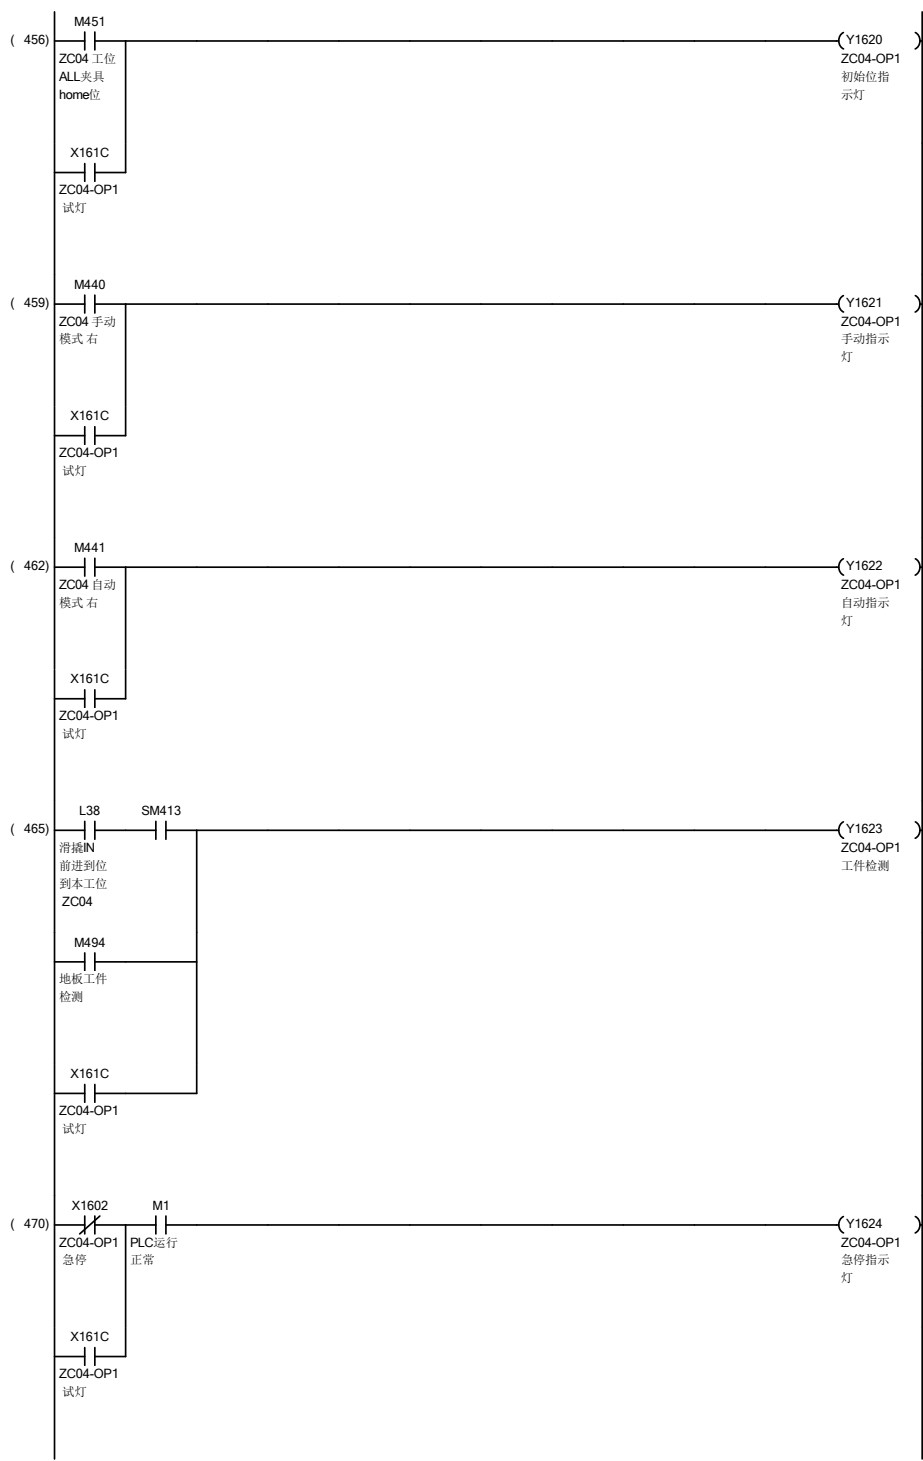 M451
( 456)
Y1620
ZC04 工位
ALL夹具
home位
ZC04-OP1
初始位指
示灯
X161C
ZC04-OP1
试灯
M440
( 459)
Y1621
ZC04 手动
模式 右
ZC04-OP1
手动指示
灯
X161C
ZC04-OP1
试灯
M441
( 462)
Y1622
ZC04 自动
模式 右
ZC04-OP1
自动指示
灯
X161C
ZC04-OP1
试灯
L38 SM413
( 465)
Y1623
滑撬IN
前进到位
到本工位
ZC04
ZC04-OP1
工件检测
M494
地板工件
检测
X161C
ZC04-OP1
试灯
X1602 M1
( 470)
Y1624
ZC04-OP1
急停
PLC运行
正常
ZC04-OP1
急停指示
灯
X161C
ZC04-OP1
试灯